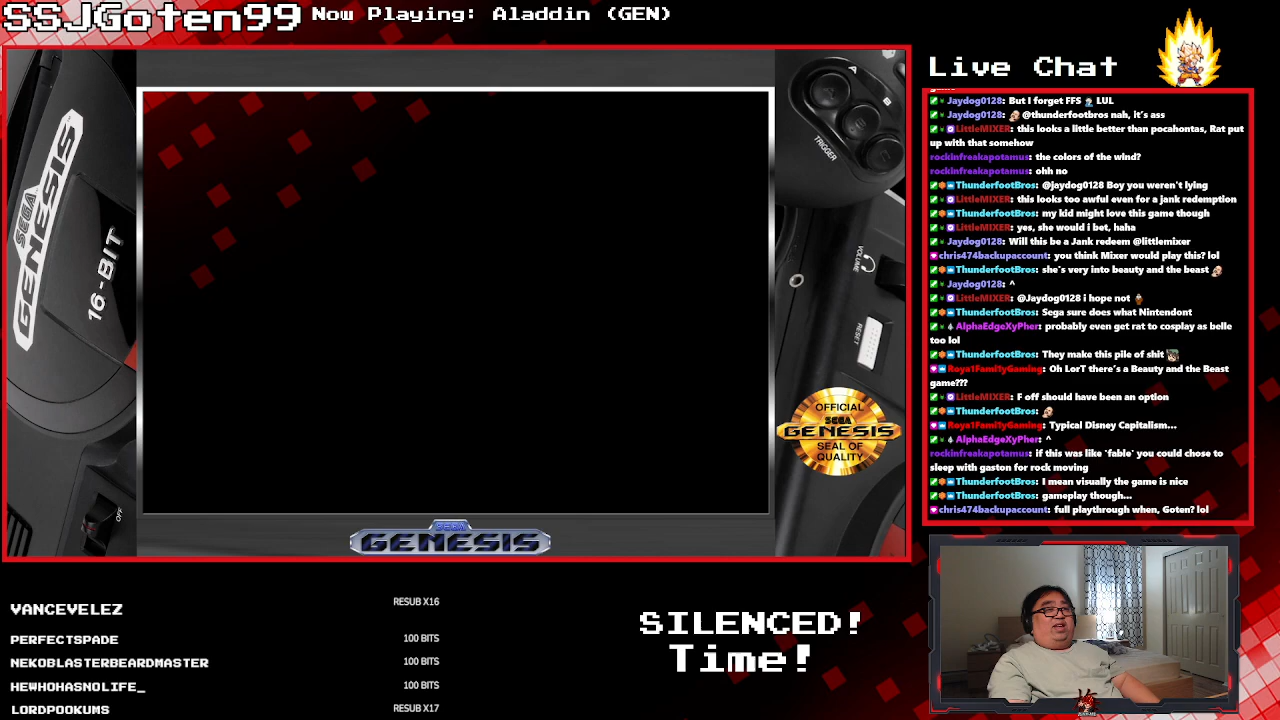 SSJGoten99
Now Playing: Aladdin (GEN)
Live Chat
Jaydog0128: But I forget FFS LUL
Jaydog0128: @thunderfootbros nah, it's ass
LittleMIXER: this looks a little better than pocahontas, Rat put
up with that somehow
rockinfreakapotamus: the colors of the wind?
rockinfreakapotamus: ohh no
ThunderfootBros: @jaydog0128 Boy you weren't lying
LittleMIXER: this looks too awful even for a jank redemption
ThunderfootBros: my kid might love this game though
LittleMIXER: yes, she would i bet, haha
Jaydog0128: Will this be a Jank redeem @littlemixer
chris474backupaccount: you think Mixer would play this? lol
ThunderfootBros: she's very into beauty and the beast
Jaydog0128: ^
LittleMIXER: @Jaydog0128 i hope not
ThunderfootBros: Sega sure does what Nintendont
AlphaEdgeXyPher: probably even get rat to cosplay as belle
too lol
ThunderfootBros: They make this pile of shit
Roya1Fami1yGaming: Oh LorT there's a Beauty and the Beast
game???
LittleMIXER: F off should have been an option
ThunderfootBros:
Roya1Fami1yGaming: Typical Disney Capitalism...
AlphaEdgeXyPher: ^
rockinfreakapotamus: if this was like 'fable' you could chose to
sleep with gaston for rock moving
ThunderfootBros: I mean visually the game is nice
ThunderfootBros: gameplay though...
chris474backupaccount: full playthrough when, Goten? lol
SEGA
GENESIS
16-BIT
OFF
A
B
TRIGGER
VOLUME
RESET
OFFICIAL
SEGA
GENESIS
SEAL OF
QUALITY
SEGA
GENESIS
VANCEVELEZ RESUB X16
PERFECTSPADE 100 BITS
NEKOBLASTERBEARDMASTER 100 BITS
HEWHOHASNOLIFE_ 100 BITS
LORDPOOKUMS RESUB X17
SILENCED!
Time!